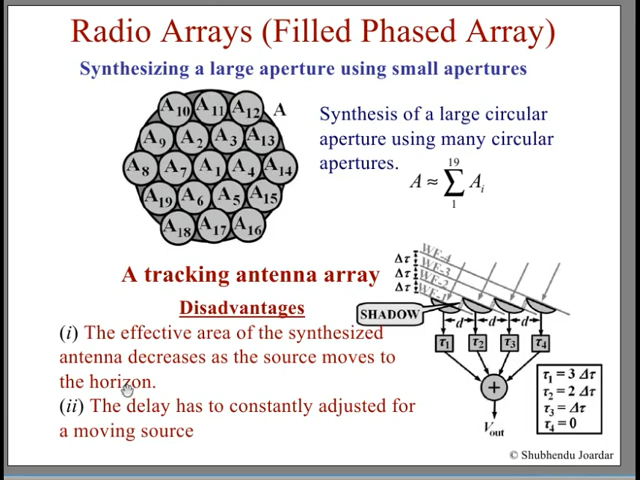 Radio Arrays (Filled Phased Array)
Synthesizing a large aperture using small apertures
A10 A11 A12 A
A9 A2 A3 A13
A8 A7 A1 A4 A14
A19 A6 A5 A15
A18 A17 A16
Synthesis of a large circular
aperture using many circular
apertures.
19
A ≈ ∑ Ai
1
A tracking antenna array
Disadvantages
(i) The effective area of the synthesized
antenna decreases as the source moves to
the horizon.
(ii) The delay has to constantly adjusted for
a moving source
WF-4
WF-3
WF-2
WF-1
Δτ
Δτ
Δτ
SHADOW
d d d
τ1 τ2 τ3 τ4
+
Vout
τ1 = 3 Δτ
τ2 = 2 Δτ
τ3 = Δτ
τ4 = 0
© Shubhendu Joardar